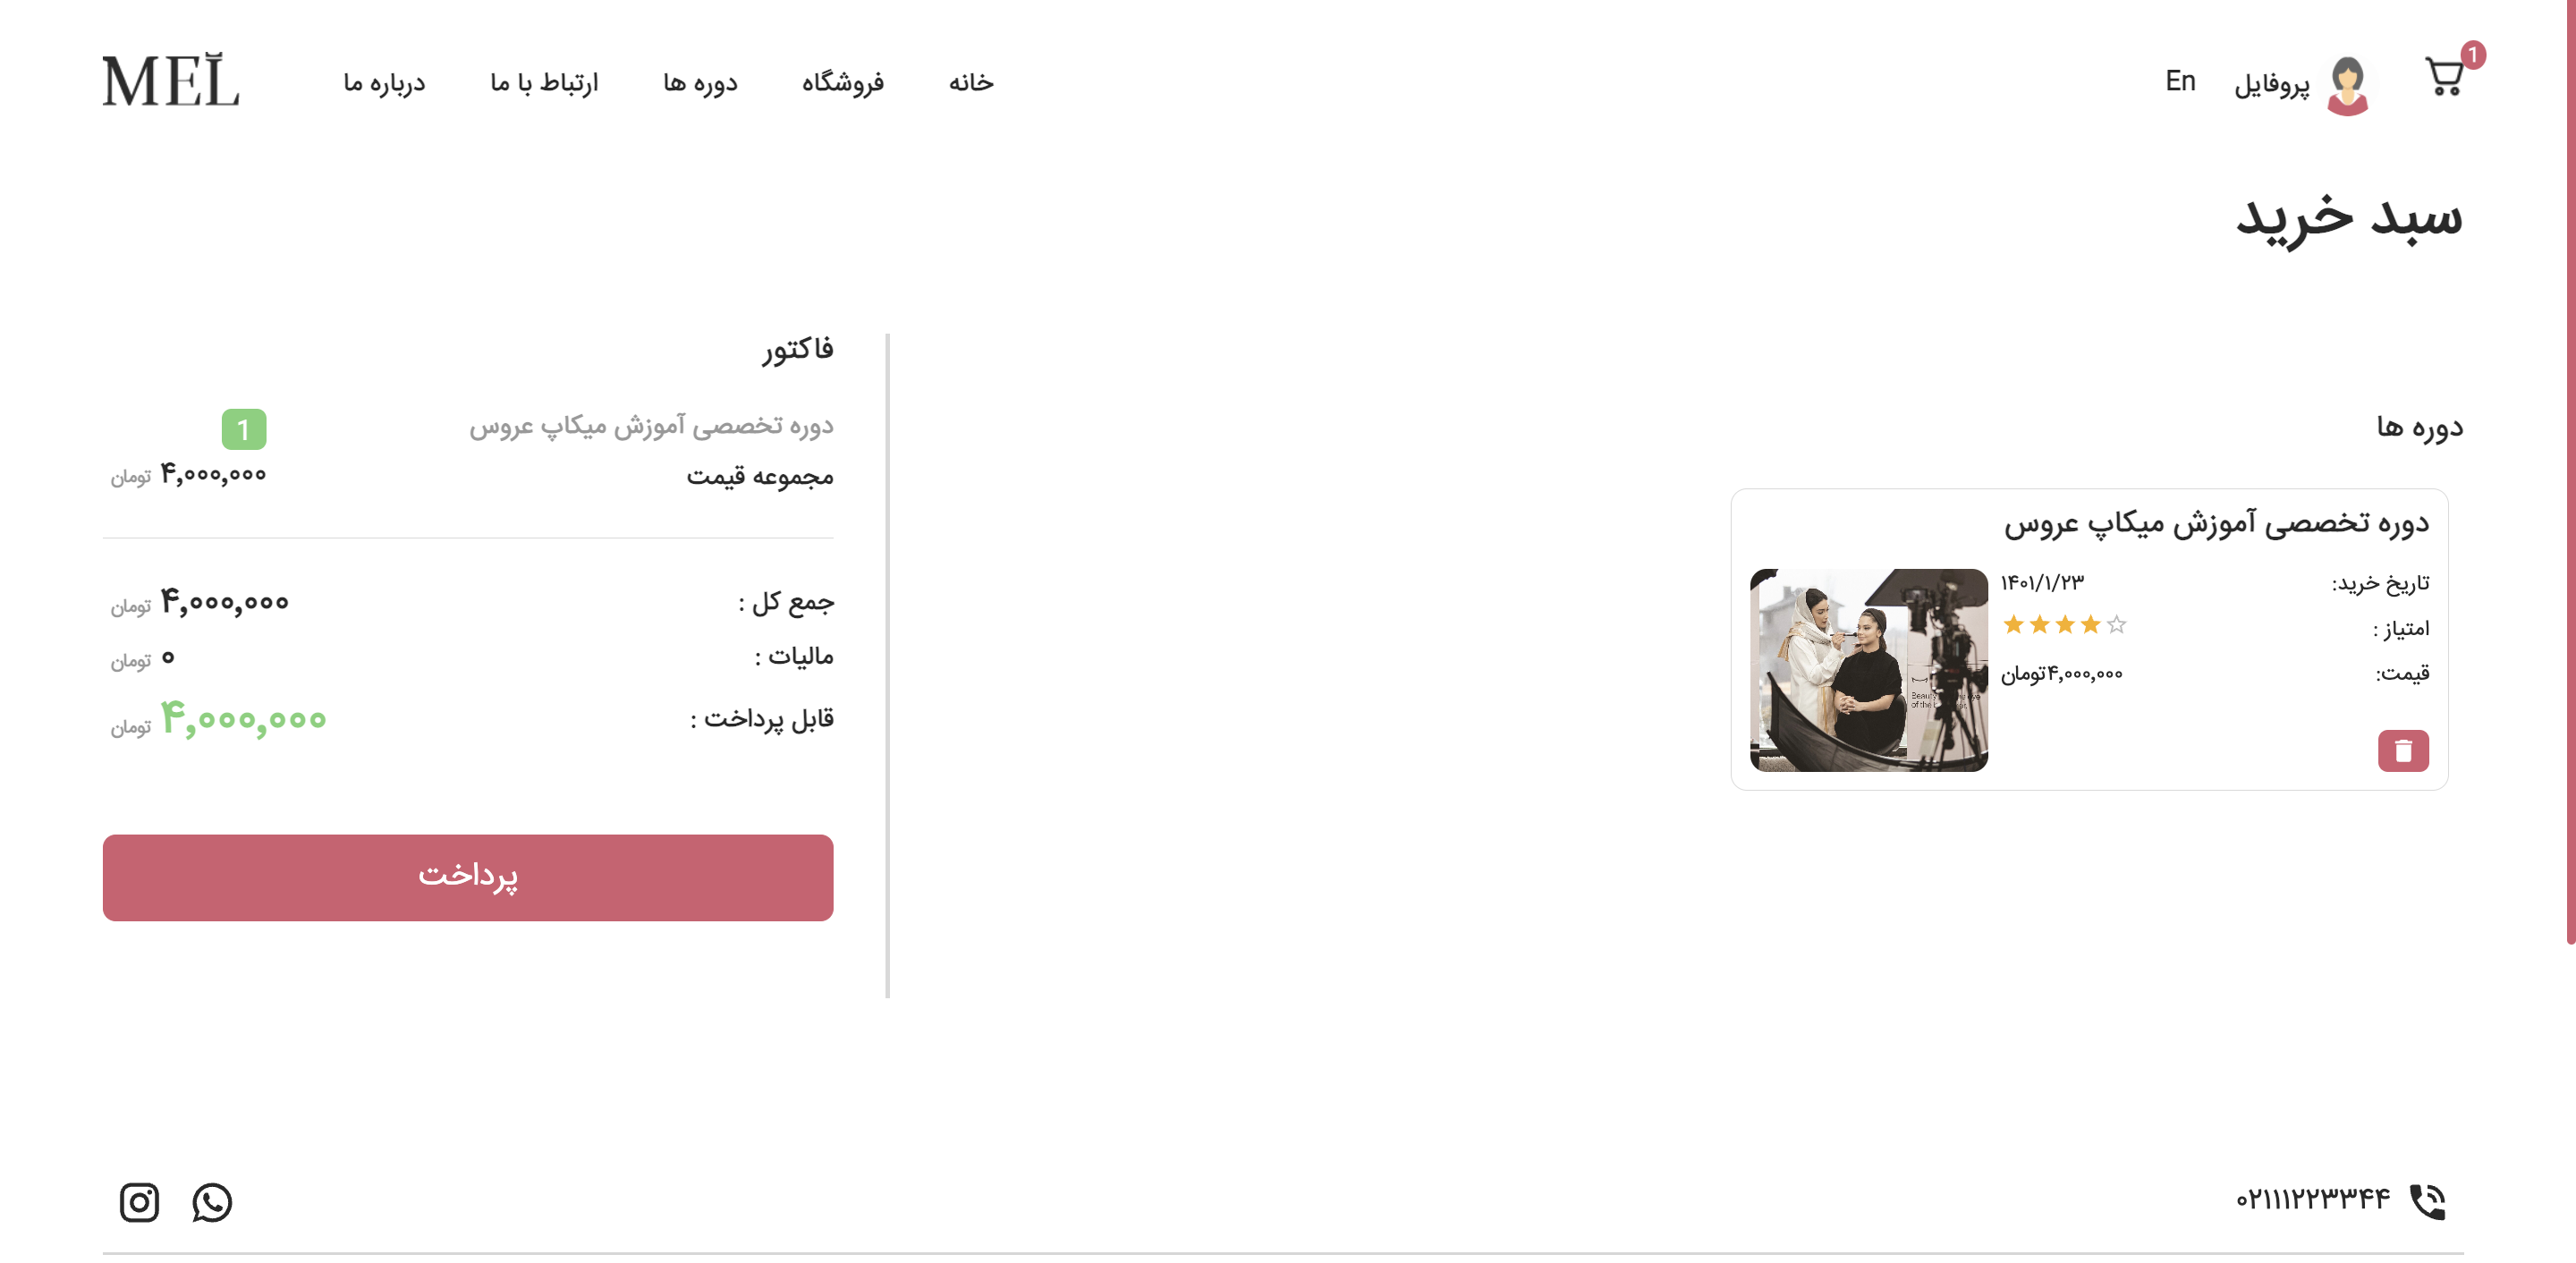 1
پروفایل
En
خانه
فروشگاه
دوره ها
ارتباط با ما
درباره ما
MEL
سبد خرید
دوره ها
دوره تخصصی آموزش میکاپ عروس
تاریخ خرید: ۱۴۰۱/۱/۲۳
امتیاز :
قیمت: ۴,۰۰۰,۰۰۰تومان
فاکتور
دوره تخصصی آموزش میکاپ عروس 1
مجموعه قیمت ۴,۰۰۰,۰۰۰ تومان
جمع کل : ۴,۰۰۰,۰۰۰ تومان
مالیات : ۰ تومان
قابل پرداخت : ۴,۰۰۰,۰۰۰ تومان
پرداخت
۰۲۱۱۱۲۲۳۳۴۴